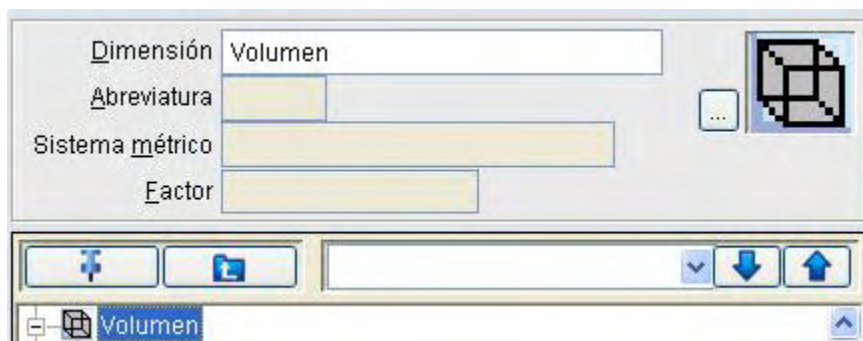 Dimensión Volumen
Abreviatura
Sistema métrico
Factor
...
Volumen